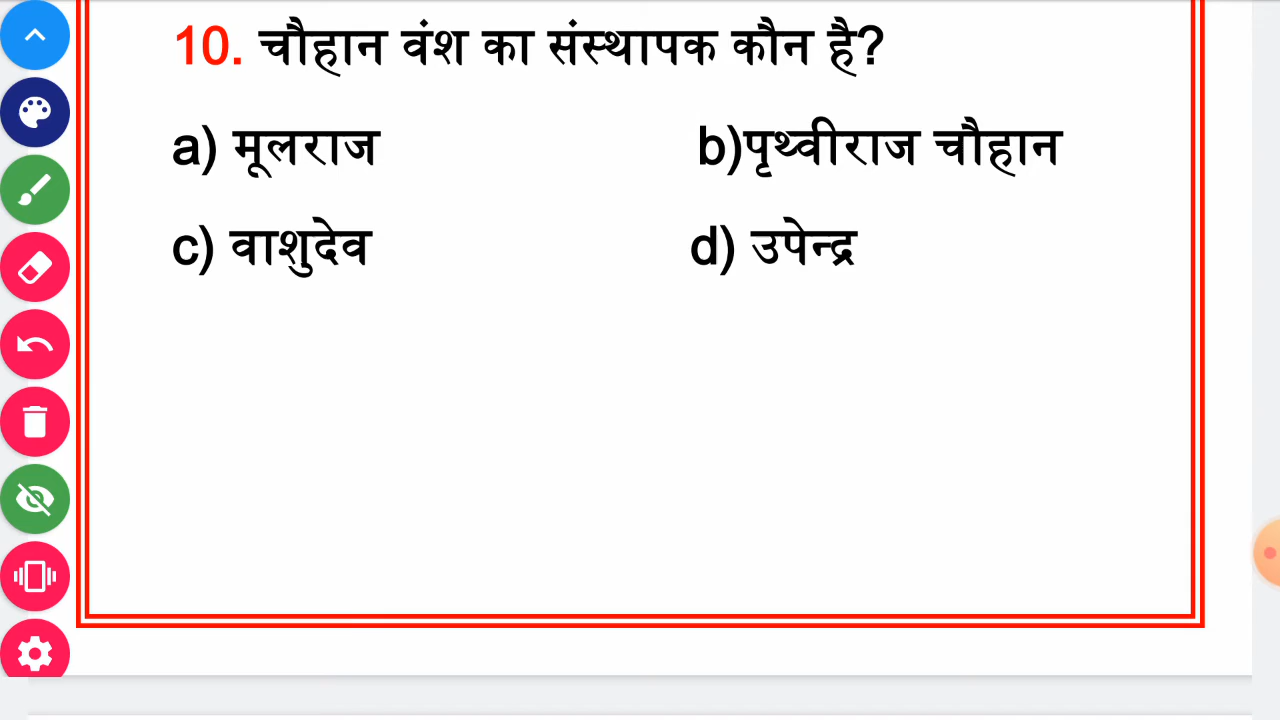 10. चौहान वंश का संस्थापक कौन है?
a) मूलराज b)पृथ्वीराज चौहान
c) वाशुदेव d) उपेन्द्र